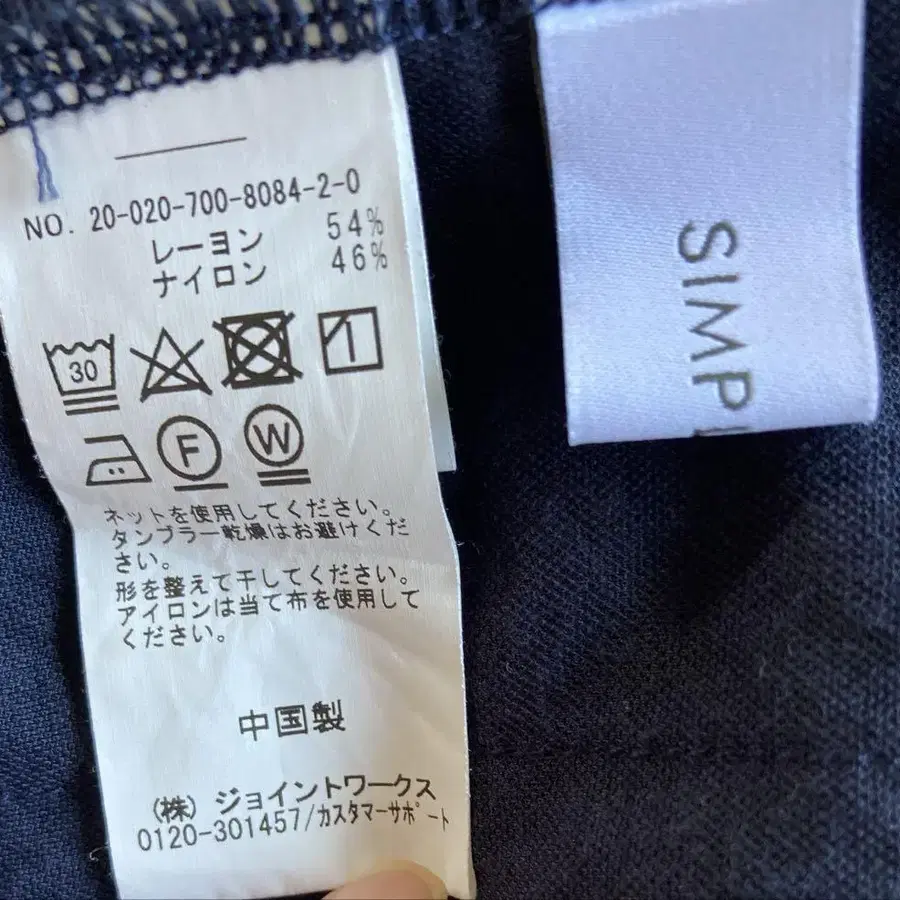 NO. 20-020-700-8084-2-0
レーヨン 54%
ナイロン 46%
30
F
W
ネットを使用してください。
タンブラー乾燥はお避けくだ
さい。
形を整えて干してください。
アイロンは当て布を使用して
ください。
中国製
(株) ジョイントワークス
0120-301457/カスタマーサポート
SIMP